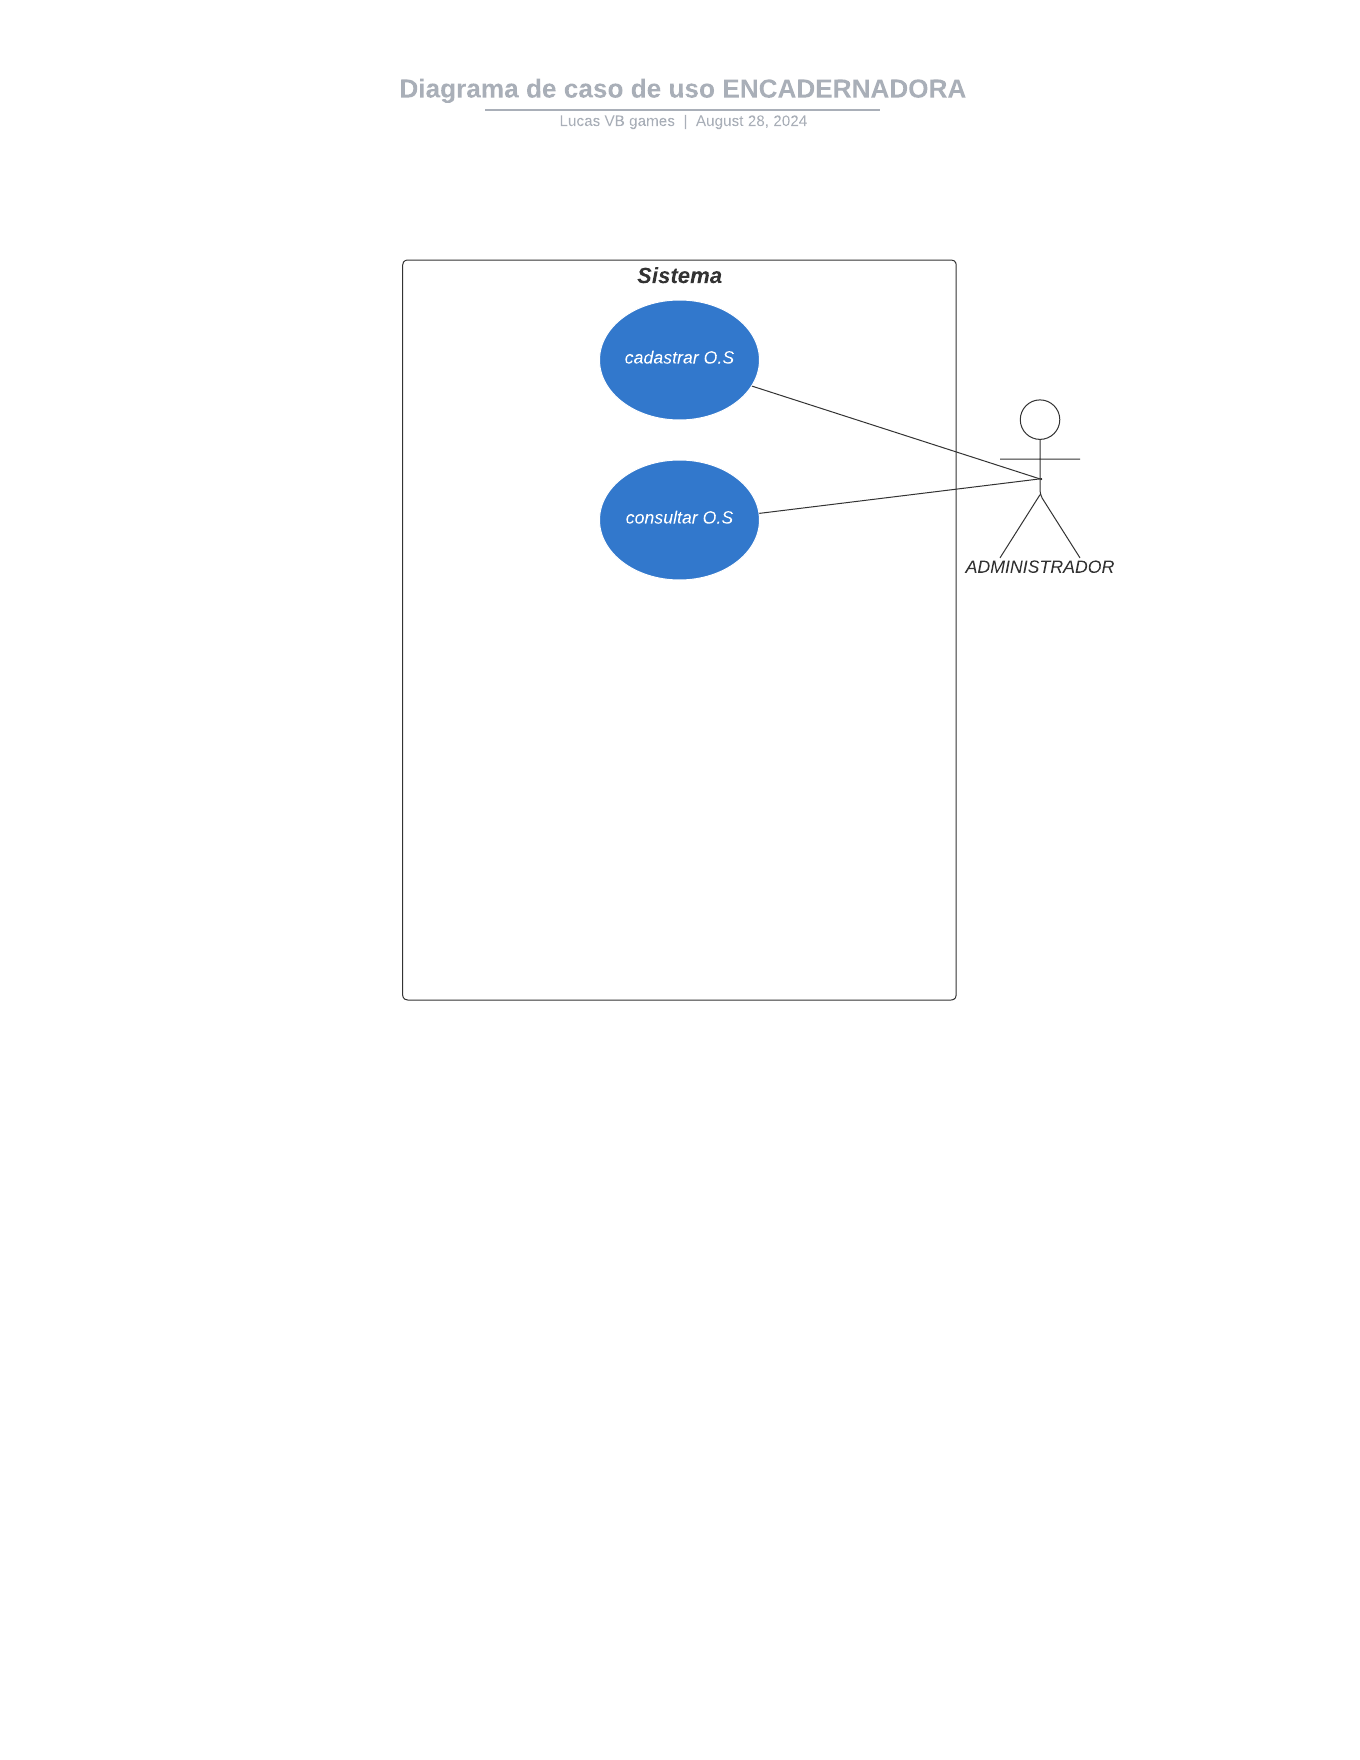 Diagrama de caso de uso ENCADERNADORA
Lucas VB games | August 28, 2024
Sistema
cadastrar O.S
consultar O.S
ADMINISTRADOR